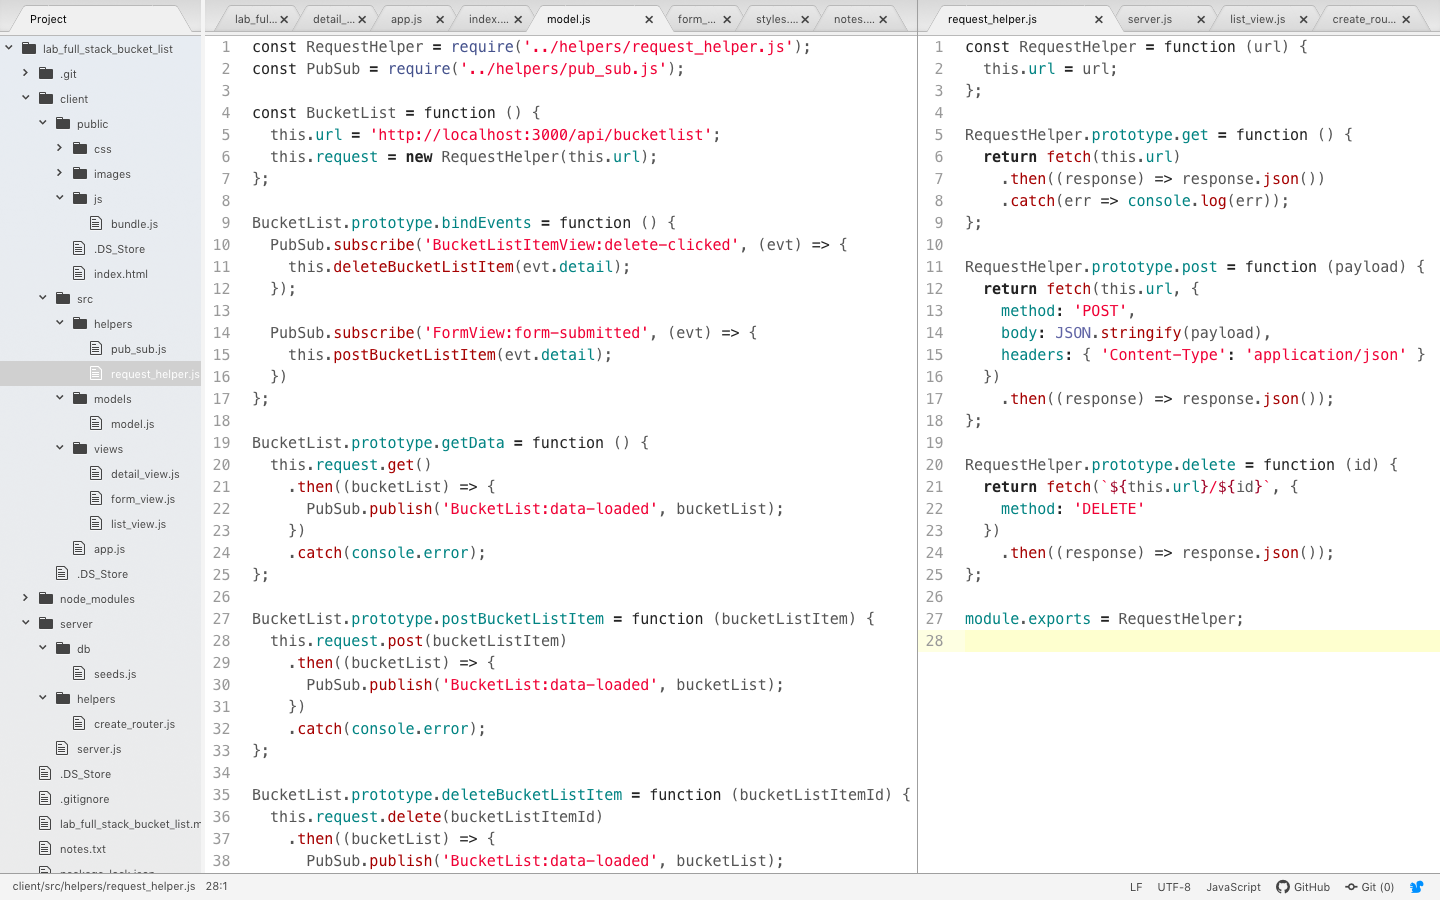 Project
lab_full_stack_bucket_list
.git
client
public
css
images
js
bundle.js
.DS_Store
index.html
src
helpers
pub_sub.js
request_helper.js
models
model.js
views
detail_view.js
form_view.js
list_view.js
app.js
.DS_Store
node_modules
server
db
seeds.js
helpers
create_router.js
server.js
.DS_Store
.gitignore
lab_full_stack_bucket_list.m
notes.txt
package-lock.json
lab_ful... detail_... app.js index.... model.js form_... styles.... notes....
1 const RequestHelper = require('../helpers/request_helper.js');
2 const PubSub = require('../helpers/pub_sub.js');
3
4 const BucketList = function () {
5   this.url = 'http://localhost:3000/api/bucketlist';
6   this.request = new RequestHelper(this.url);
7 };
8
9 BucketList.prototype.bindEvents = function () {
10   PubSub.subscribe('BucketListItemView:delete-clicked', (evt) => {
11     this.deleteBucketListItem(evt.detail);
12   });
13
14   PubSub.subscribe('FormView:form-submitted', (evt) => {
15     this.postBucketListItem(evt.detail);
16   })
17 };
18
19 BucketList.prototype.getData = function () {
20   this.request.get()
21     .then((bucketList) => {
22       PubSub.publish('BucketList:data-loaded', bucketList);
23     })
24     .catch(console.error);
25 };
26
27 BucketList.prototype.postBucketListItem = function (bucketListItem) {
28   this.request.post(bucketListItem)
29     .then((bucketList) => {
30       PubSub.publish('BucketList:data-loaded', bucketList);
31     })
32     .catch(console.error);
33 };
34
35 BucketList.prototype.deleteBucketListItem = function (bucketListItemId) {
36   this.request.delete(bucketListItemId)
37     .then((bucketList) => {
38       PubSub.publish('BucketList:data-loaded', bucketList);
request_helper.js server.js list_view.js create_rou...
1 const RequestHelper = function (url) {
2   this.url = url;
3 };
4
5 RequestHelper.prototype.get = function () {
6   return fetch(this.url)
7     .then((response) => response.json())
8     .catch(err => console.log(err));
9 };
10
11 RequestHelper.prototype.post = function (payload) {
12   return fetch(this.url, {
13     method: 'POST',
14     body: JSON.stringify(payload),
15     headers: { 'Content-Type': 'application/json' }
16   })
17     .then((response) => response.json());
18 };
19
20 RequestHelper.prototype.delete = function (id) {
21   return fetch(`${this.url}/${id}`, {
22     method: 'DELETE'
23   })
24     .then((response) => response.json());
25 };
26
27 module.exports = RequestHelper;
28
client/src/helpers/request_helper.js 28:1 LF UTF-8 JavaScript GitHub Git (0)